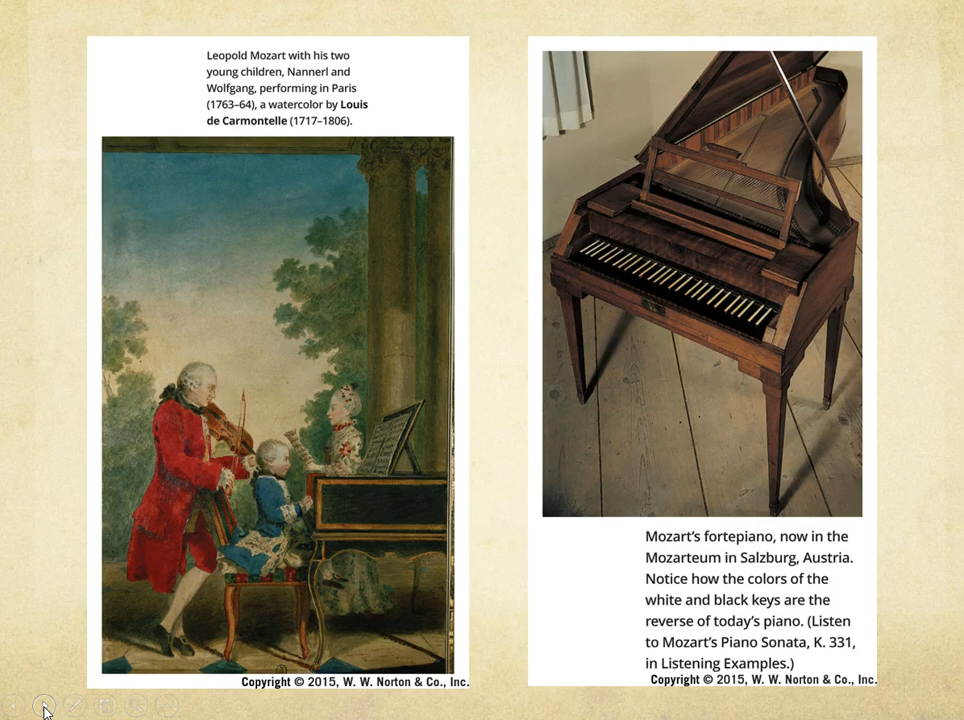 Leopold Mozart with his two
young children, Nannerl and
Wolfgang, performing in Paris
(1763–64), a watercolor by Louis
de Carmontelle (1717–1806).
Copyright © 2015, W. W. Norton & Co., Inc.
Mozart’s fortepiano, now in the
Mozarteum in Salzburg, Austria.
Notice how the colors of the
white and black keys are the
reverse of today’s piano. (Listen
to Mozart’s Piano Sonata, K. 331,
in Listening Examples.)
Copyright © 2015, W. W. Norton & Co., Inc.